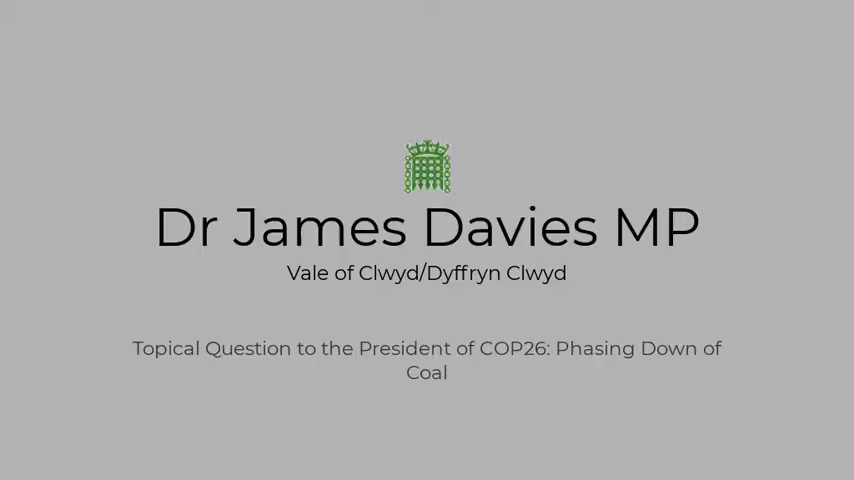 Dr James Davies MP
Vale of Clwyd/Dyffryn Clwyd
Topical Question to the President of COP26: Phasing Down of
Coal